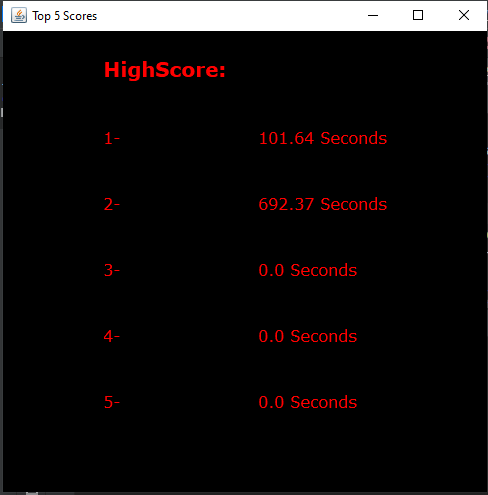 Top 5 Scores
HighScore:
1- 101.64 Seconds
2- 692.37 Seconds
3- 0.0 Seconds
4- 0.0 Seconds
5- 0.0 Seconds